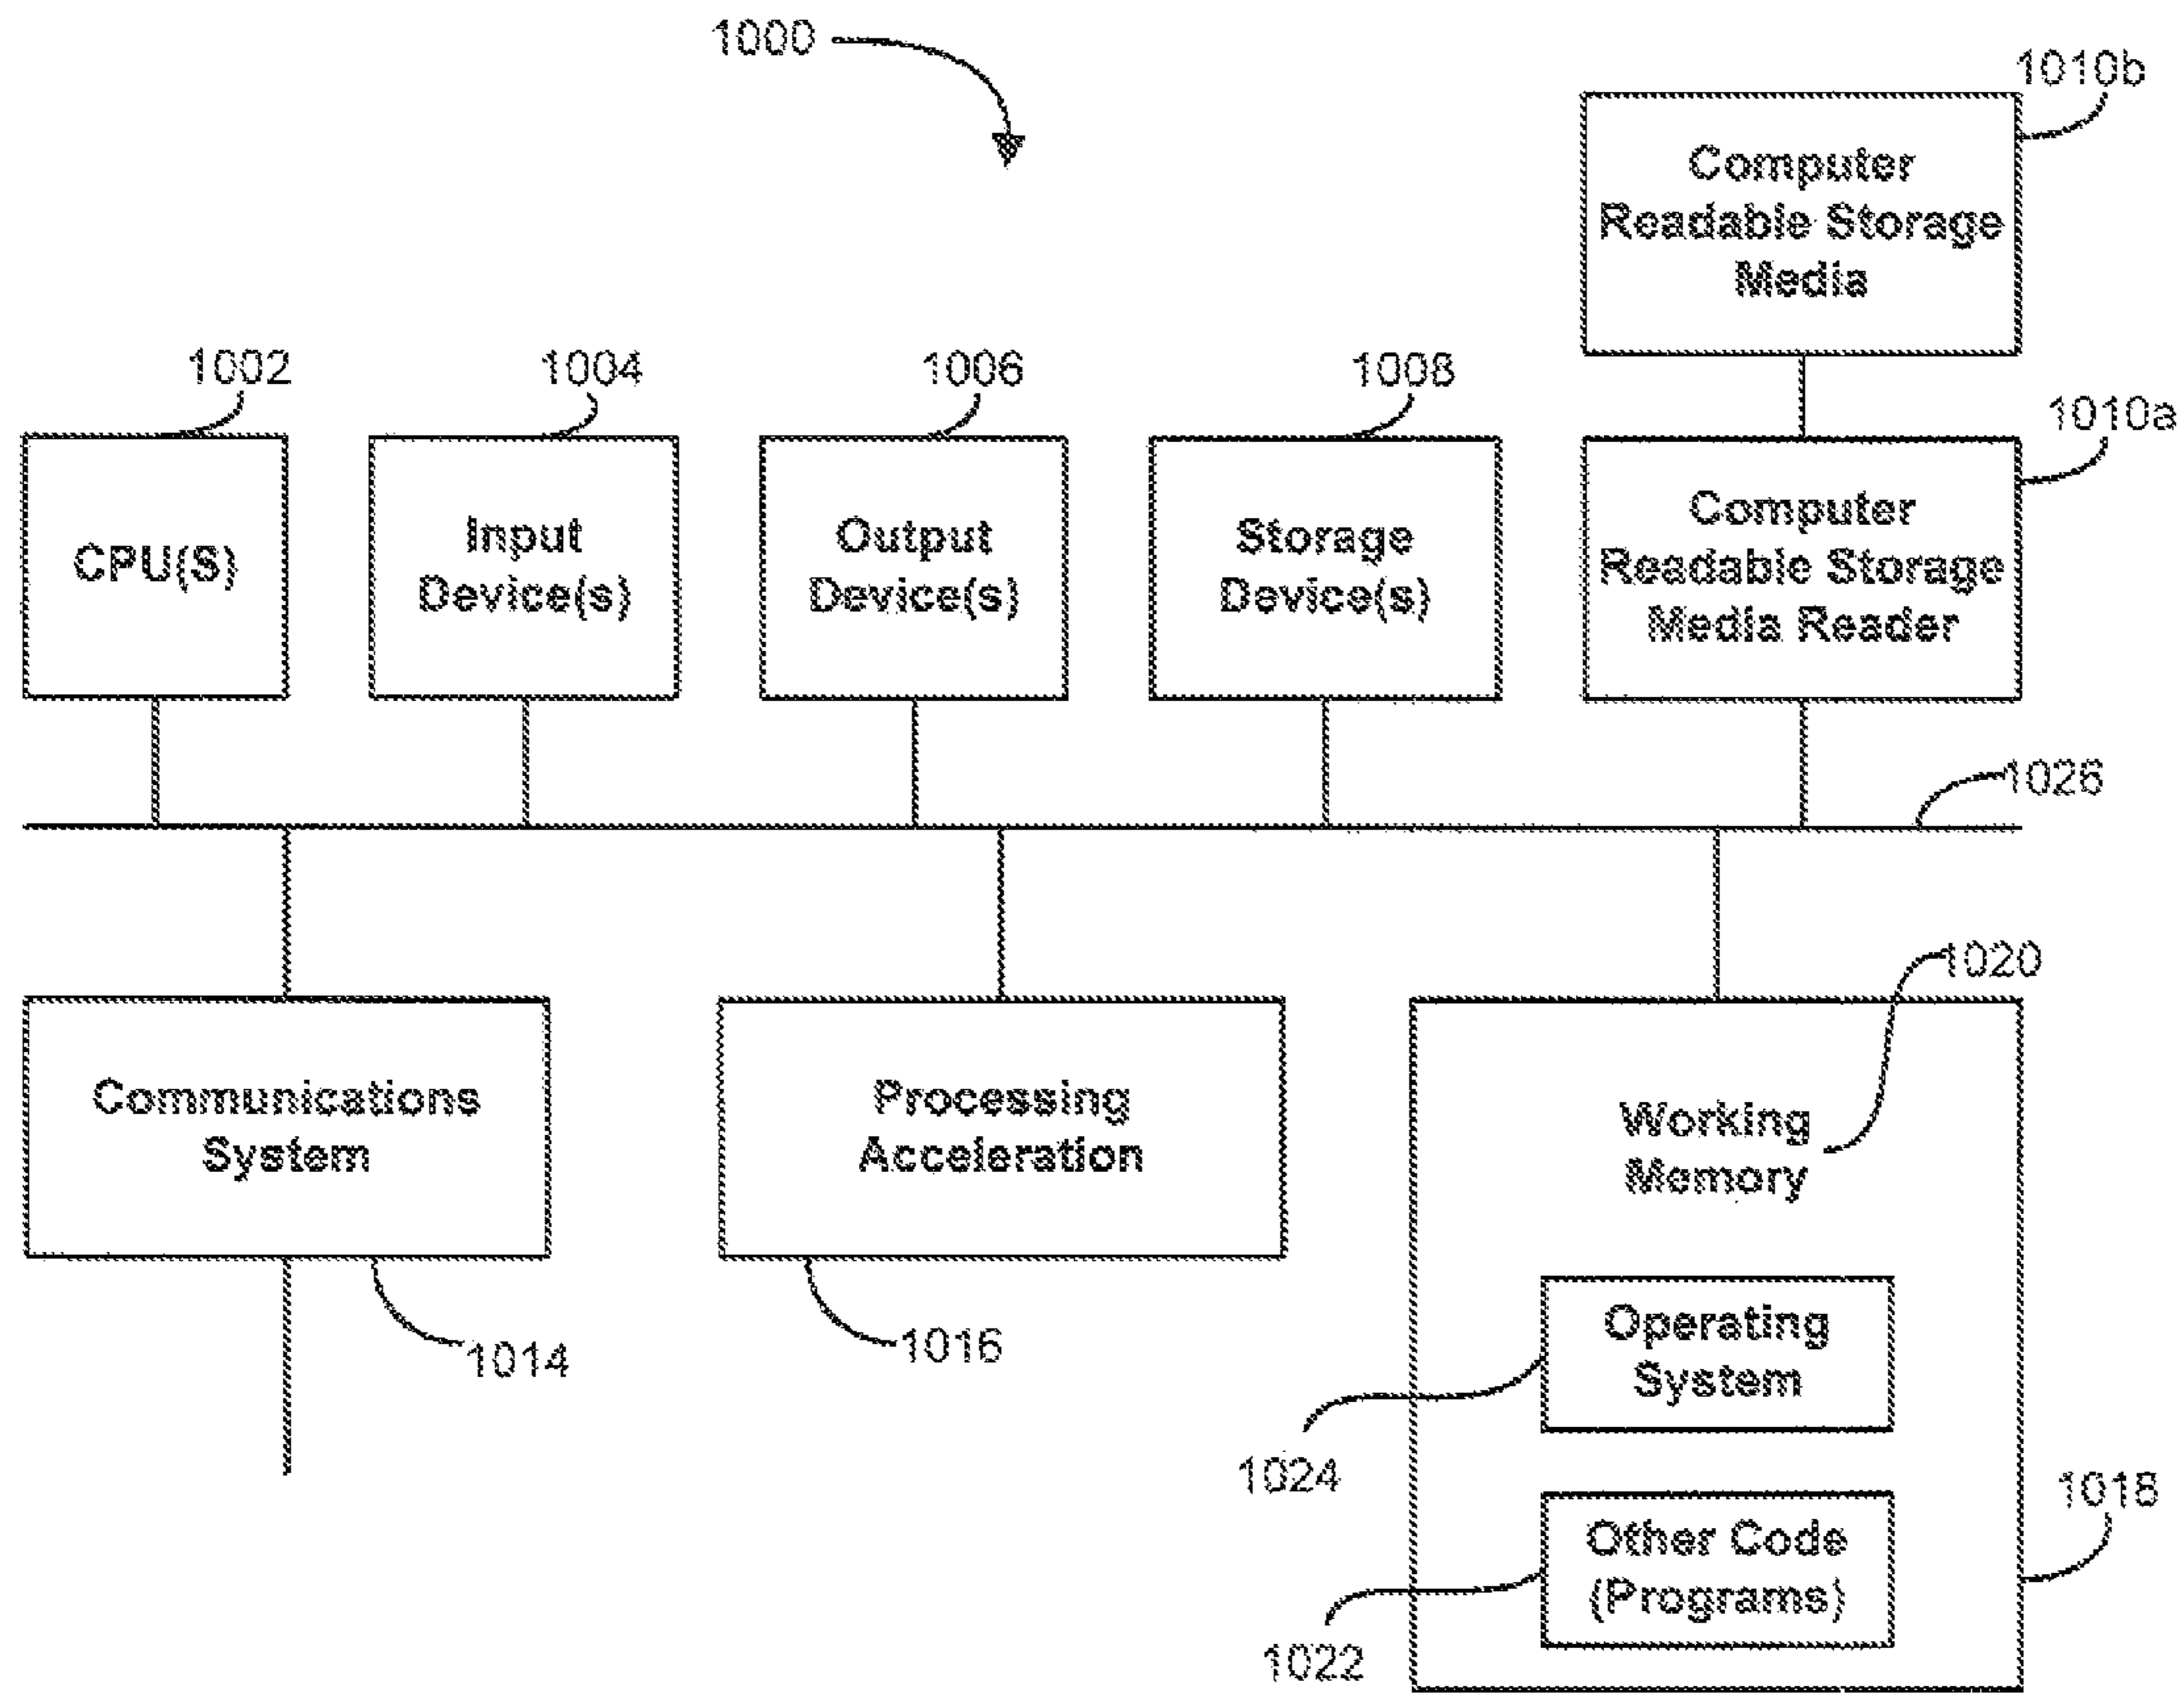 1000
1010b
Computer
Readable Storage
Media
1002
1004
1006
1008
1010a
CPU(S)
Input
Device(s)
Output
Device(s)
Storage
Device(s)
Computer
Readable Storage
Media Reader
1026
1020
Communications
System
Processing
Acceleration
Working
Memory
1014
1016
Operating
System
1024
1018
Other Code
(Programs)
1022